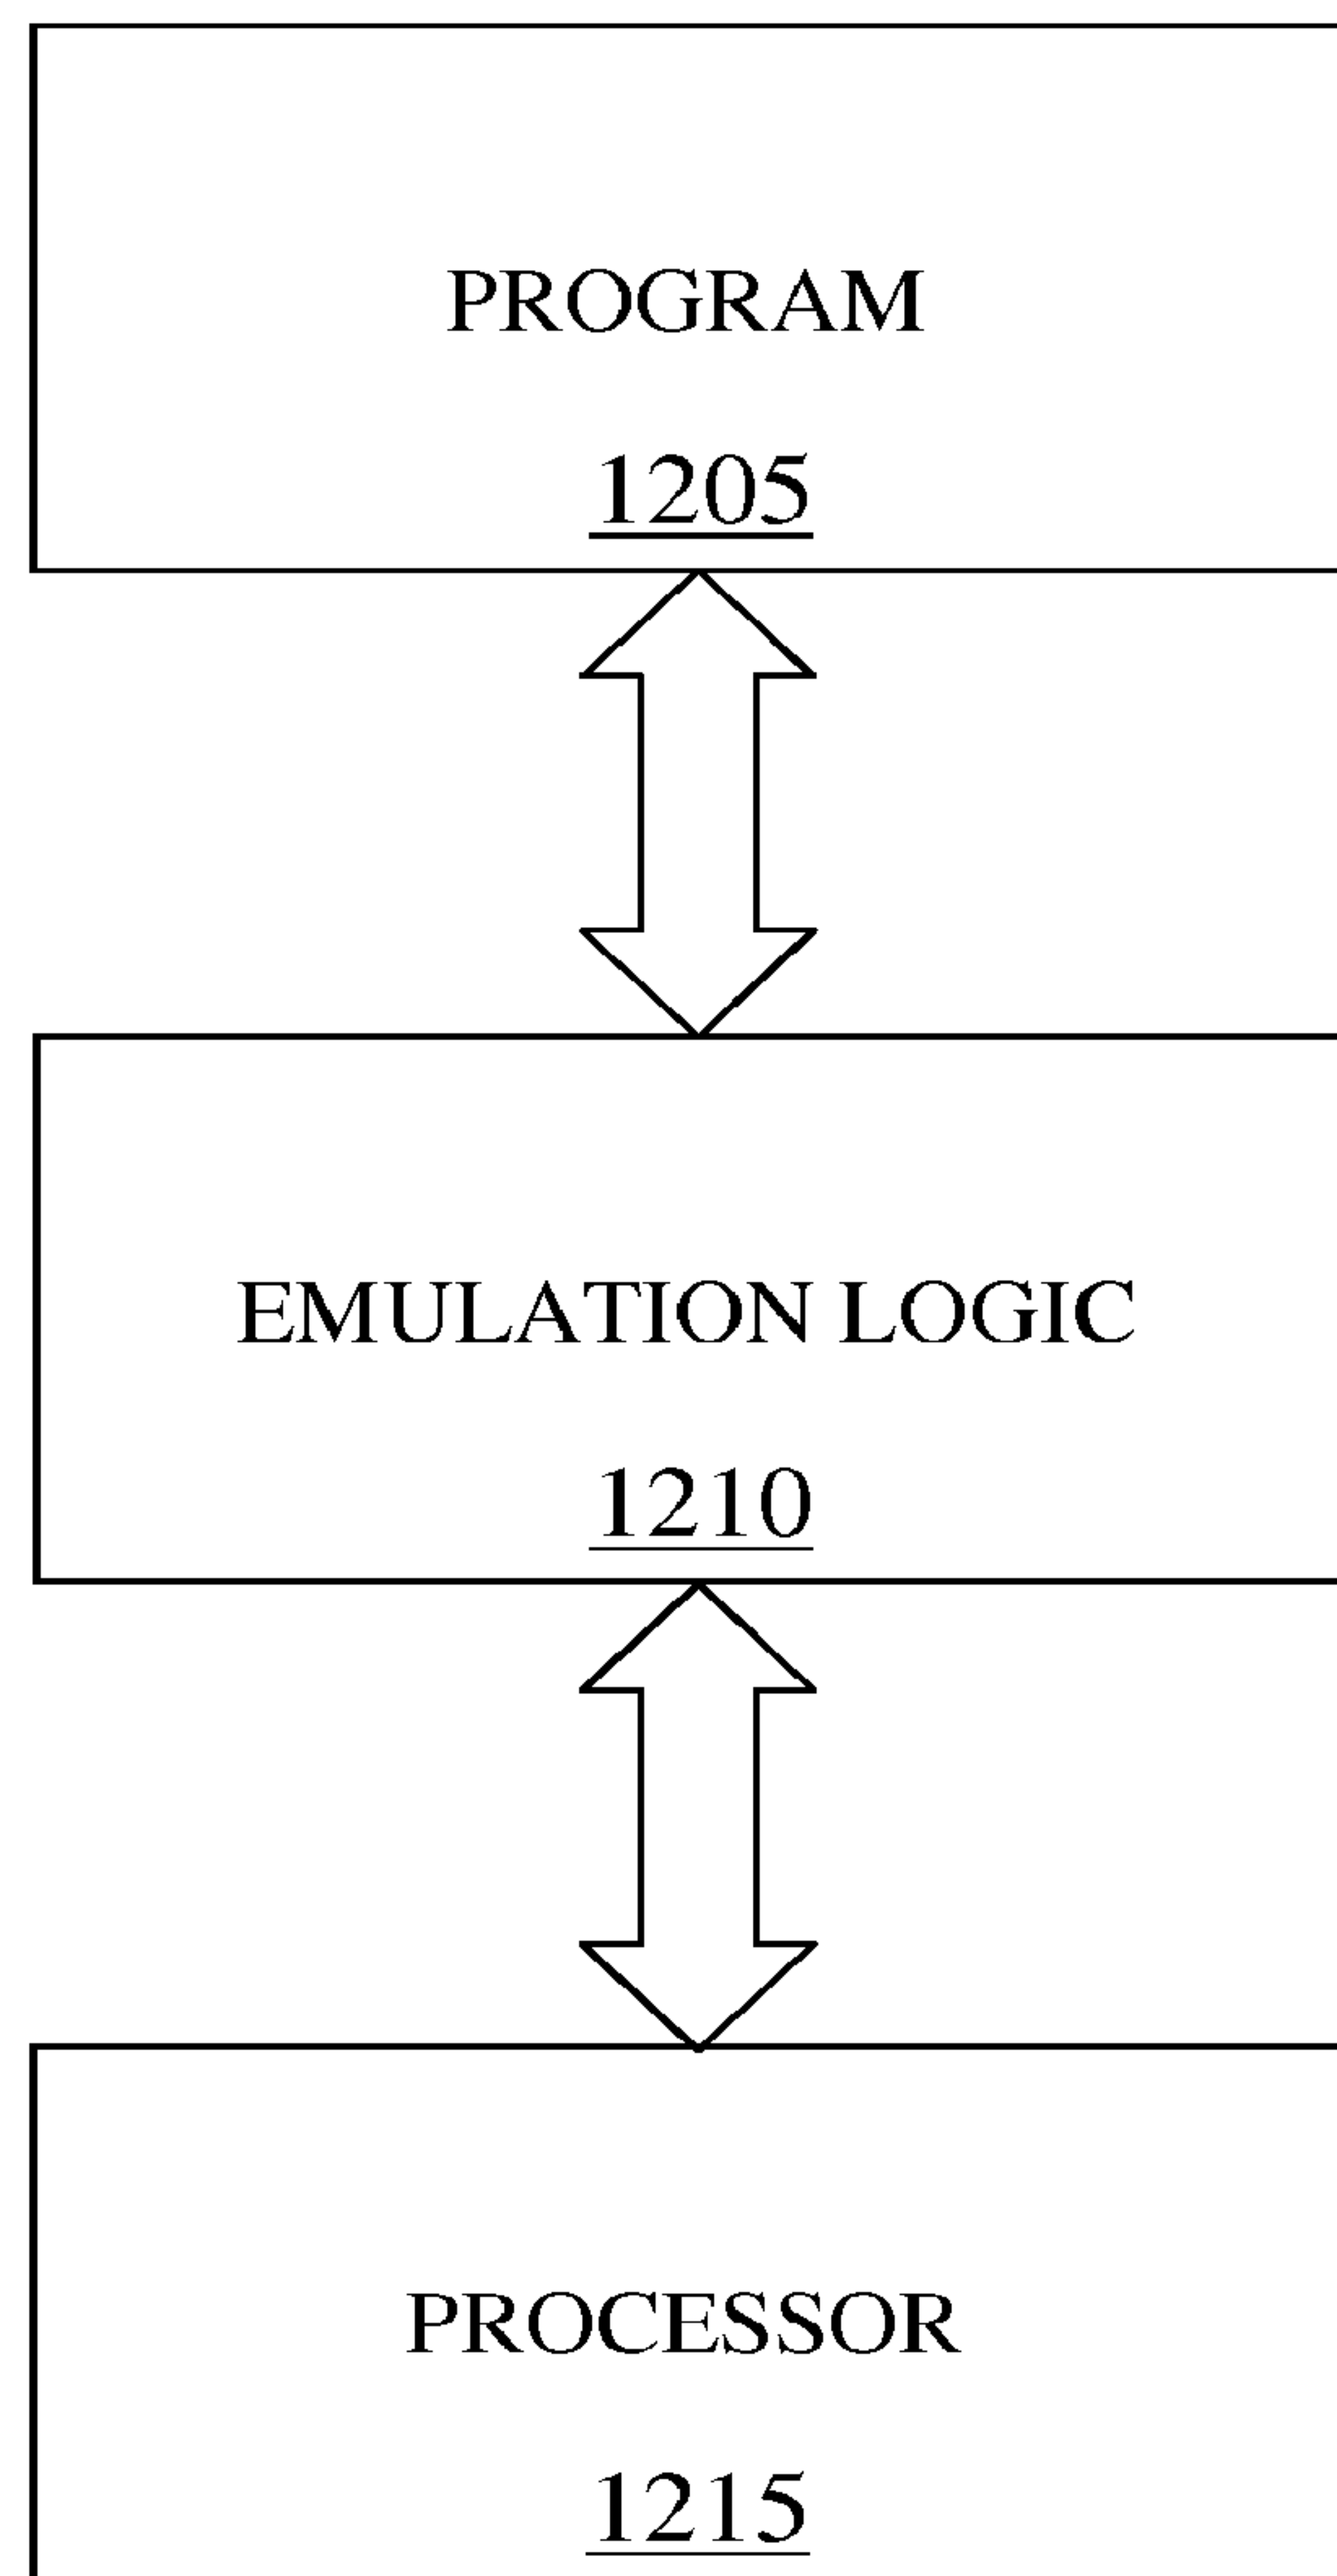 PROGRAM
1205
EMULATION LOGIC
1210
PROCESSOR
1215